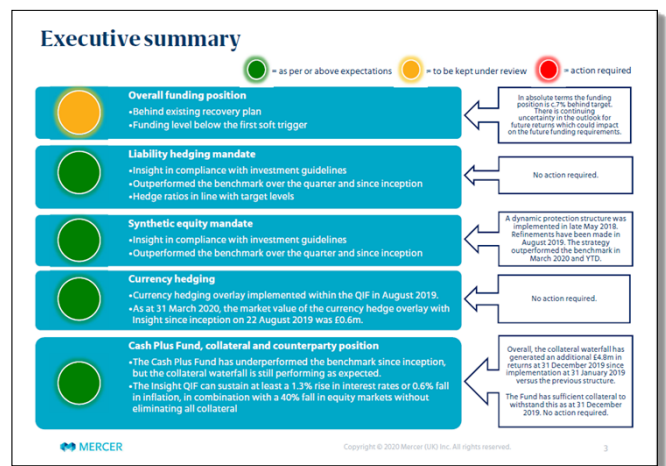 Executive summary
= as per or above expectations
= to be kept under review
= action required
Overall funding position
•Behind existing recovery plan
•Funding level below the first soft trigger
In absolute terms the funding
position is c.7% behind target.
There is continuing
uncertainty in the outlook for
future returns which could impact
on the future funding requirements.
Liability hedging mandate
•Insight in compliance with investment guidelines
•Outperformed the benchmark over the quarter and since inception
•Hedge ratios in line with target levels
No action required.
Synthetic equity mandate
•Insight in compliance with investment guidelines
•Outperformed the benchmark over the quarter and since inception
A dynamic protection structure was
implemented in late May 2018.
Refinements have been made in
August 2019. The strategy
outperformed the benchmark in
March 2020 and YTD.
Currency hedging
•Currency hedging overlay implemented within the QIF in August 2019.
•As at 31 March 2020, the market value of the currency hedge overlay with
Insight since inception on 22 August 2019 was £0.6m.
No action required.
Cash Plus Fund, collateral and counterparty position
•The Cash Plus Fund has underperformed the benchmark since inception,
but the collateral waterfall is still performing as expected.
•The Insight QIF can sustain at least a 1.3% rise in interest rates or 0.6% fall
in inflation, in combination with a 40% fall in equity markets without
eliminating all collateral
Overall, the collateral waterfall has
generated an additional £4.8m in
returns at 31 December 2019 since
implementation at 31 January 2019
versus the previous structure.
The Fund has sufficient collateral to
withstand this as at 31 December
2019. No action required.
MERCER
Copyright © 2020 Mercer (UK) Inc. All rights reserved.
3